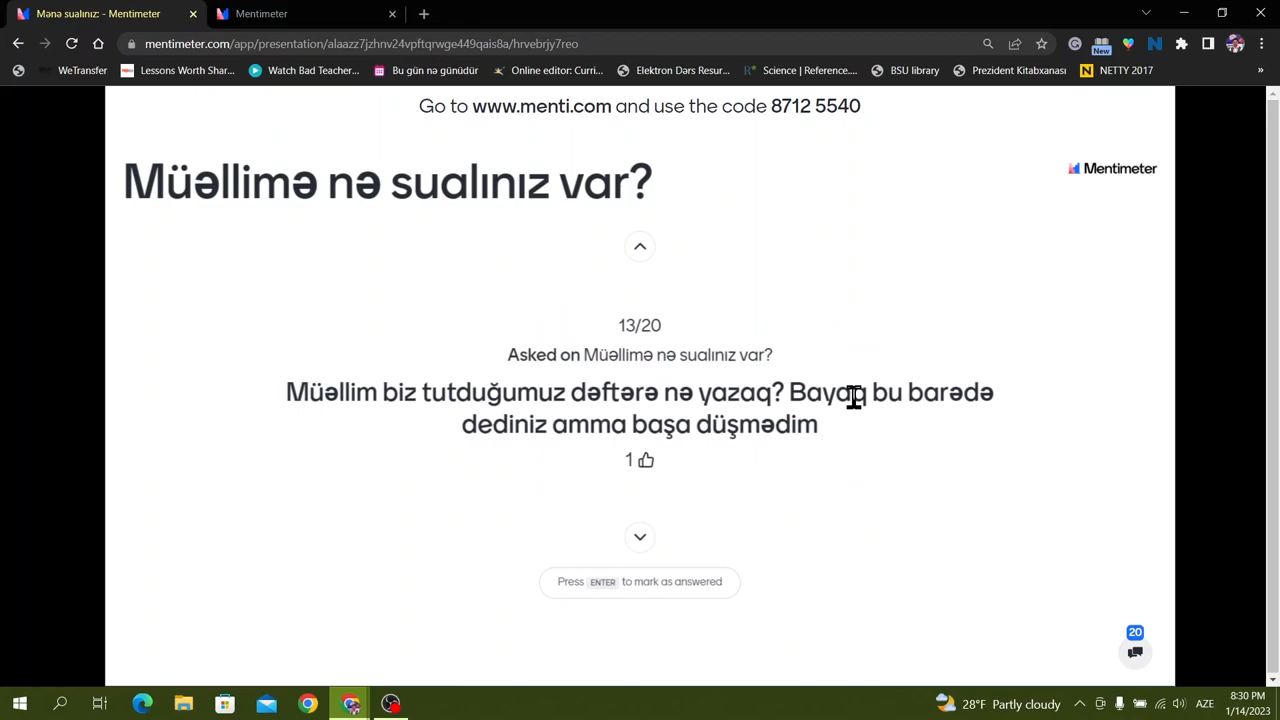 Mənə sualınız? - Mentimeter
Mentimeter
mentimeter.com/app/presentation/alaazz7jzhnv24vpftqrwge449qais8a/hrvebrjy7reo
New
WeTransfer
Lessons Worth Shar...
Watch Bad Teacher...
Bu gün nə günüdür
Online editor: Curri...
Elektron Dərs Resur...
Science | Reference....
BSU library
Prezident Kitabxanası
NETTY 2017
»
Go to www.menti.com and use the code 8712 5540
Müəllimə nə sualınız var?
Mentimeter
13/20
Asked on Müəllimə nə sualınız var?
Müəllim biz tutduğumuz dəftərə nə yazaq? Bayaq bu barədə
dediniz amma başa düşmədim
1
Press ENTER to mark as answered
20
28°F Partly cloudy
AZE
8:30 PM
1/14/2023